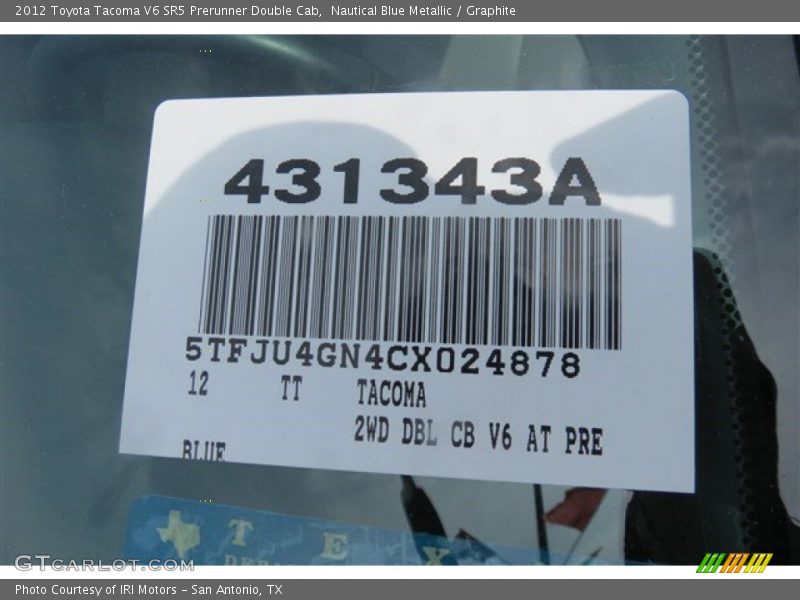 2012 Toyota Tacoma V6 SR5 Prerunner Double Cab,  Nautical Blue Metallic / Graphite
431343A
5TFJU4GN4CX024878
12 TT TACOMA
2WD DBL CB V6 AT PRE
BLUE
T E X
GTCarLot.com
Photo Courtesy of IRI Motors - San Antonio, TX